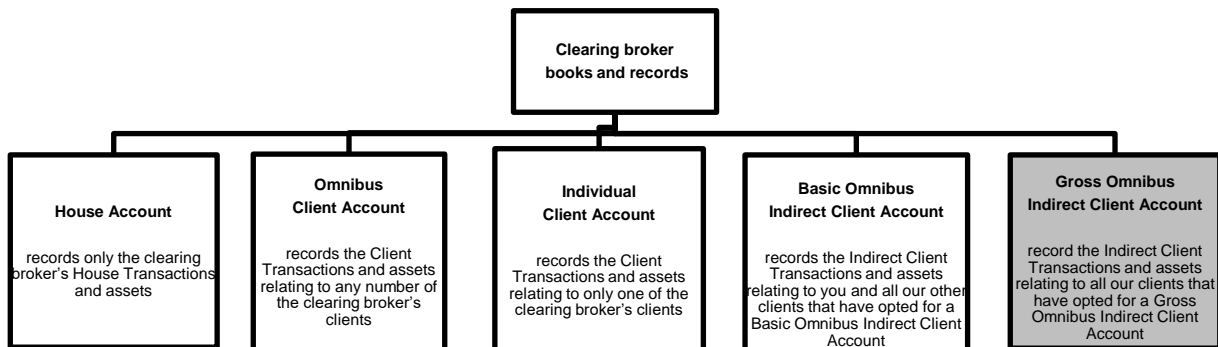 Clearing broker
books and records
House Account
records only the clearing
broker's House Transactions
and assets
Omnibus
Client Account
records the Client
Transactions and assets
relating to any number of
the clearing broker's
clients
Individual
Client Account
records the Client
Transactions and assets
relating to only one of the
clearing broker's clients
Basic Omnibus
Indirect Client Account
records the Indirect Client
Transactions and assets
relating to you and all our other
clients that have opted for a
Basic Omnibus Indirect Client
Account
Gross Omnibus
Indirect Client Account
record the Indirect Client
Transactions and assets
relating to all our clients that
have opted for a Gross
Omnibus Indirect Client
Account